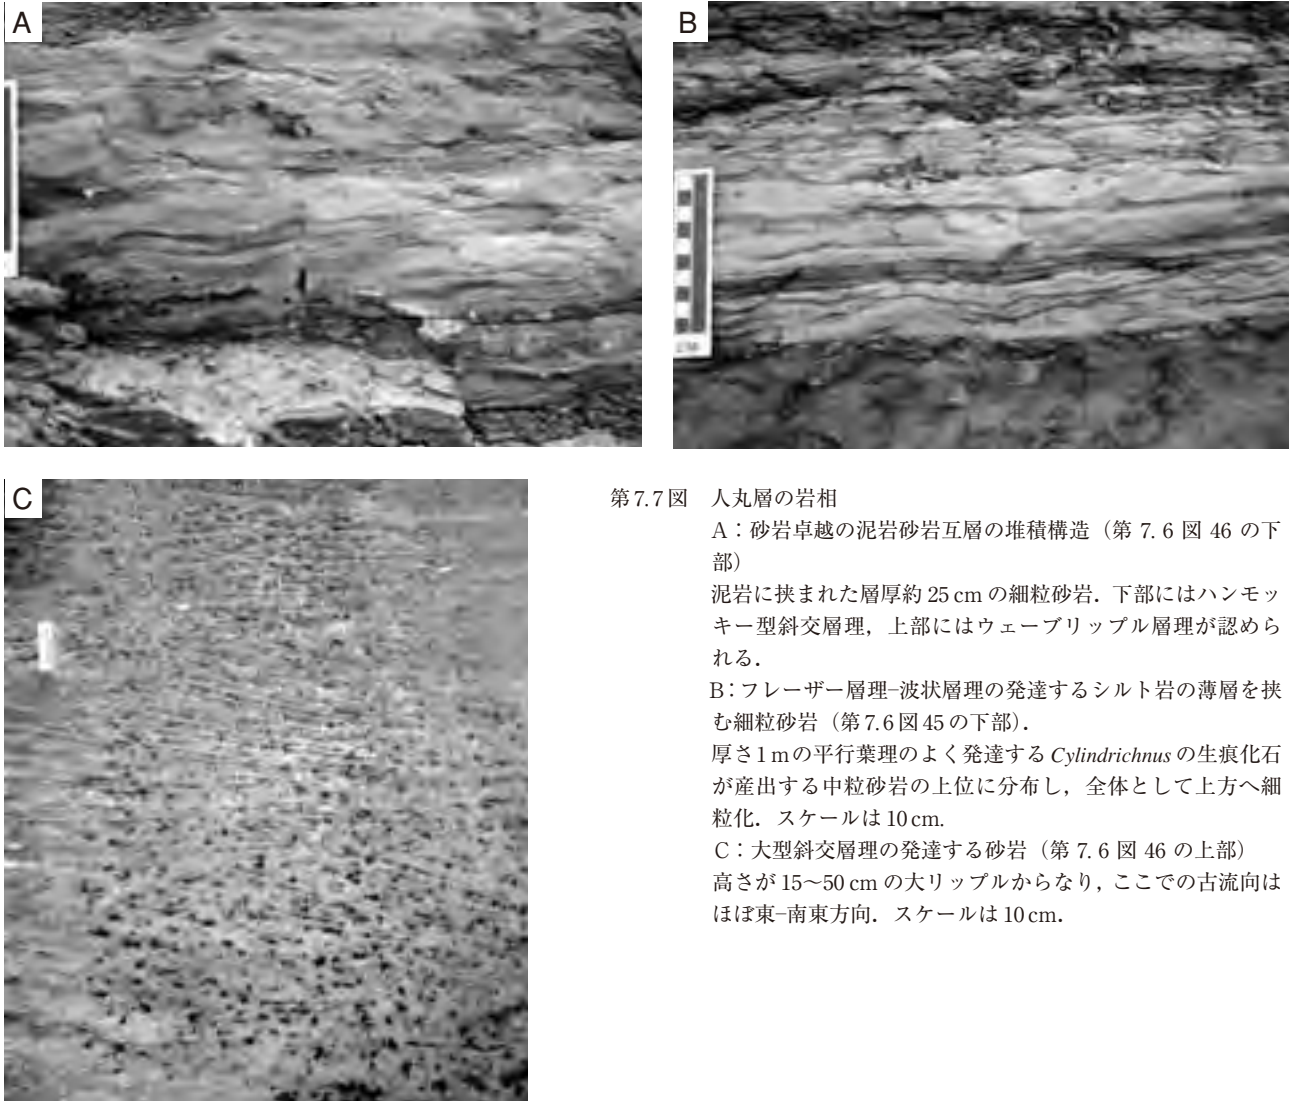 A
B
C
第7.7図 人丸層の岩相
A：砂岩卓越の泥岩砂岩互層の堆積構造（第 7. 6 図 46 の下
部）
泥岩に挟まれた層厚約 25 cm の細粒砂岩．下部にはハンモッ
キー型斜交層理，上部にはウェーブリップル層理が認めら
れる．
B：フレーザー層理−波状層理の発達するシルト岩の薄層を挟
む細粒砂岩（第7.6図45の下部）．
厚さ1 mの平行葉理のよく発達する Cylindrichnus の生痕化石
が産出する中粒砂岩の上位に分布し，全体として上方へ細
粒化．スケールは 10 cm.
C：大型斜交層理の発達する砂岩（第 7. 6 図 46 の上部）
高さが 15〜50 cm の大リップルからなり，ここでの古流向は
ほぼ東−南東方向．スケールは 10 cm．